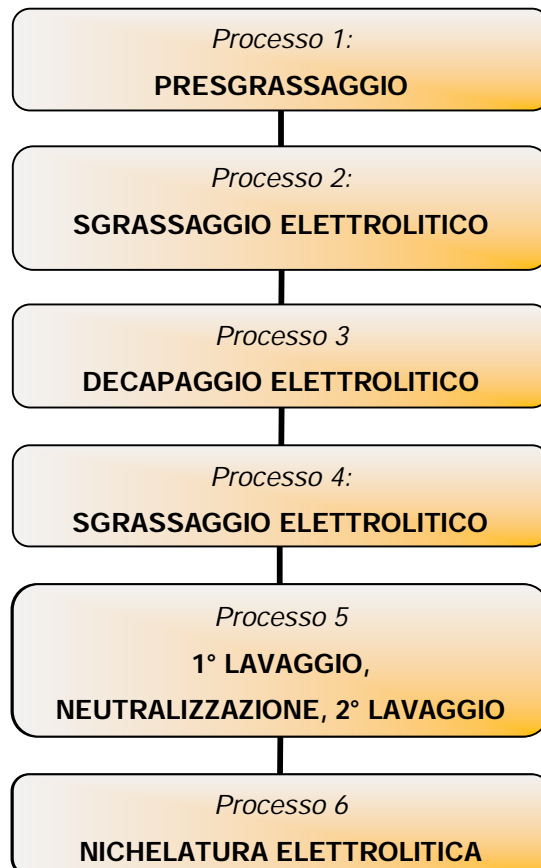 Processo 1:
PRESGRASSAGGIO
Processo 2:
SGRASSAGGIO ELETTROLITICO
Processo 3
DECAPAGGIO ELETTROLITICO
Processo 4:
SGRASSAGGIO ELETTROLITICO
Processo 5
1° LAVAGGIO,
NEUTRALIZZAZIONE, 2° LAVAGGIO
Processo 6
NICHELATURA ELETTROLITICA